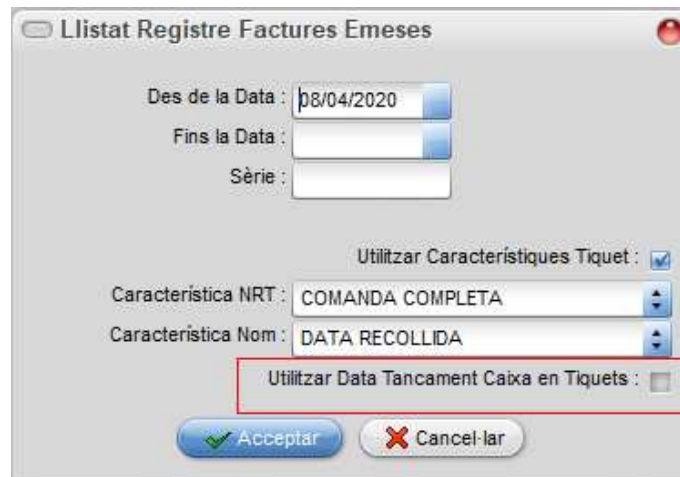 Llistat Registre Factures Emeses
Des de la Data : 08/04/2020
Fins la Data :
Sèrie :
Utilitzar Característiques Tiquet :
Característica NRT : COMANDA COMPLETA
Característica Nom : DATA RECOLLIDA
Utilitzar Data Tancament Caixa en Tiquets :
Acceptar Cancel·lar